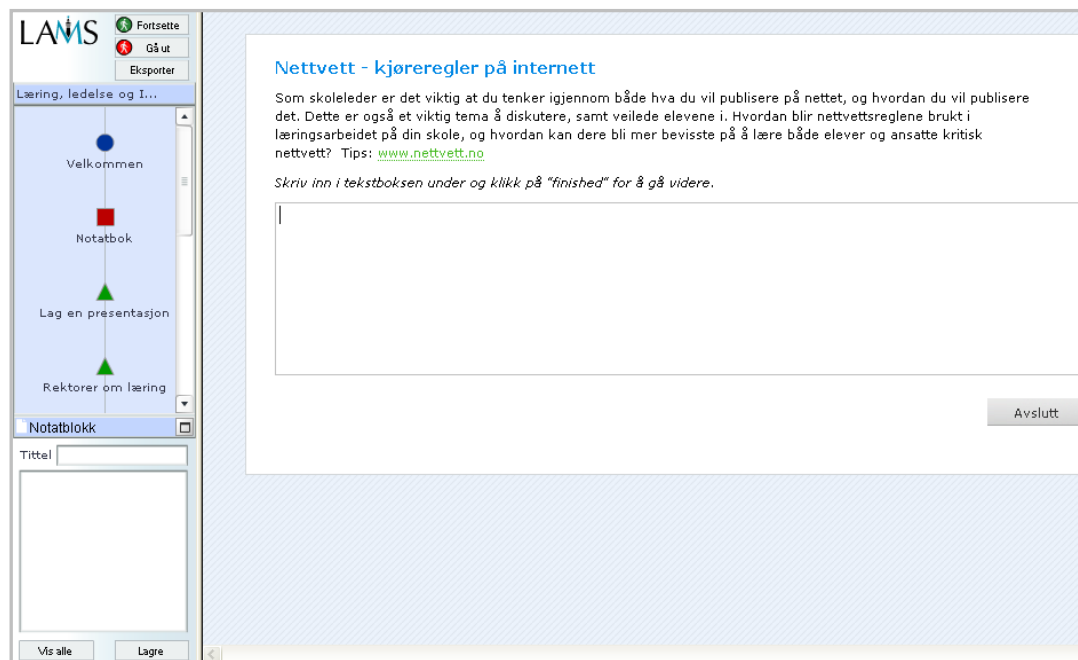 LAMS
Fortsette
Gå ut
Eksporter
Læring, ledelse og I...
Velkommen
Notatbok
Lag en presentasjon
Rektorer om læring
Notatblokk
Tittel
Vis alle
Lagre
Nettvett - kjøreregler på internett
Som skoleleder er det viktig at du tenker igjennom både hva du vil publisere på nettet, og hvordan du vil publisere
det. Dette er også et viktig tema å diskutere, samt veilede elevene i. Hvordan blir nettvettsreglene brukt i
læringsarbeidet på din skole, og hvordan kan dere bli mer bevisste på å lære både elever og ansatte kritisk
nettvett? Tips: www.nettvett.no
Skriv inn i tekstboksen under og klikk på "finished" for å gå videre.
Avslutt